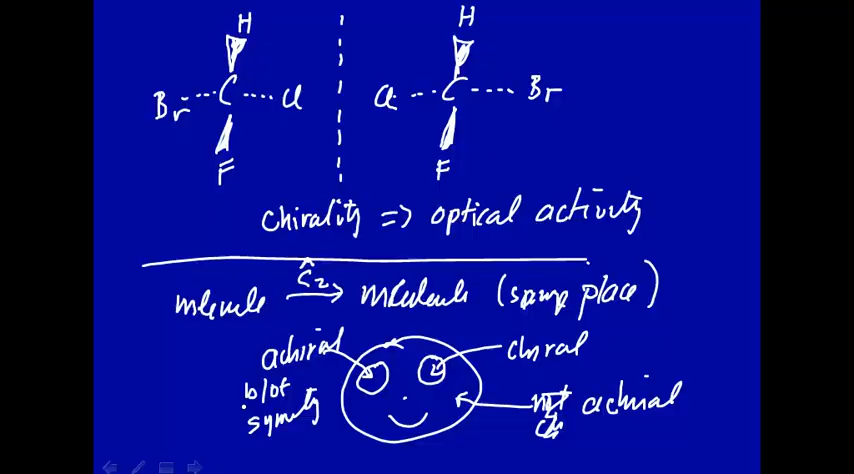 H H
Br C Cl Cl C Br
F F
chirality => optical activity
Ĉ2
molecule → molecule (same place)
achiral chiral
b/of
symmetry
achiral